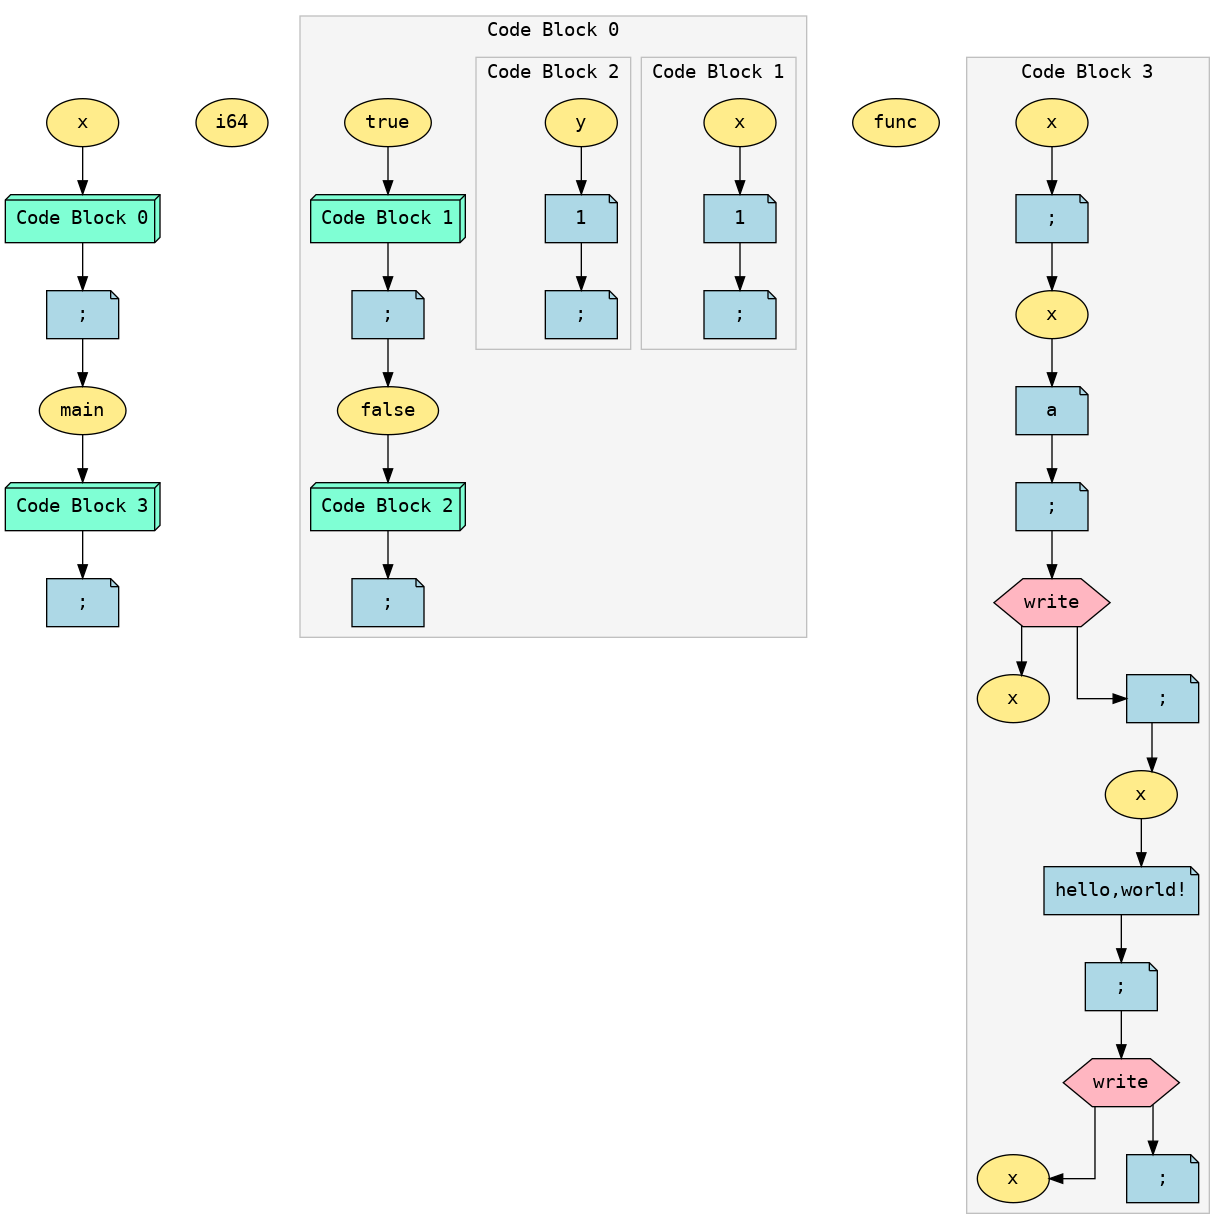 x
Code Block 0
;
main
Code Block 3
;
i64
Code Block 0
true
Code Block 1
;
false
Code Block 2
;
Code Block 2
y
1
;
Code Block 1
x
1
;
func
Code Block 3
x
;
x
a
;
write
x
;
x
hello,world!
;
write
x
;